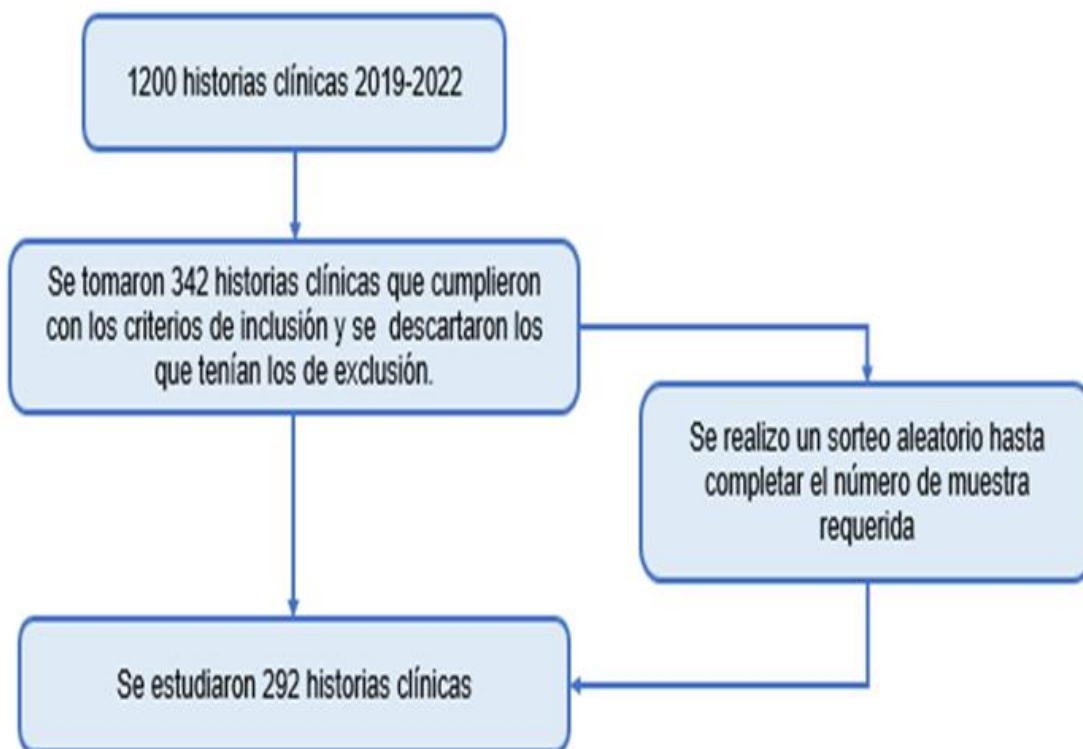 1200 historias clínicas 2019-2022
Se tomaron 342 historias clínicas que cumplieron
con los criterios de inclusión y se descartaron los
que tenían los de exclusión.
Se realizo un sorteo aleatorio hasta
completar el número de muestra
requerida
Se estudiaron 292 historias clínicas